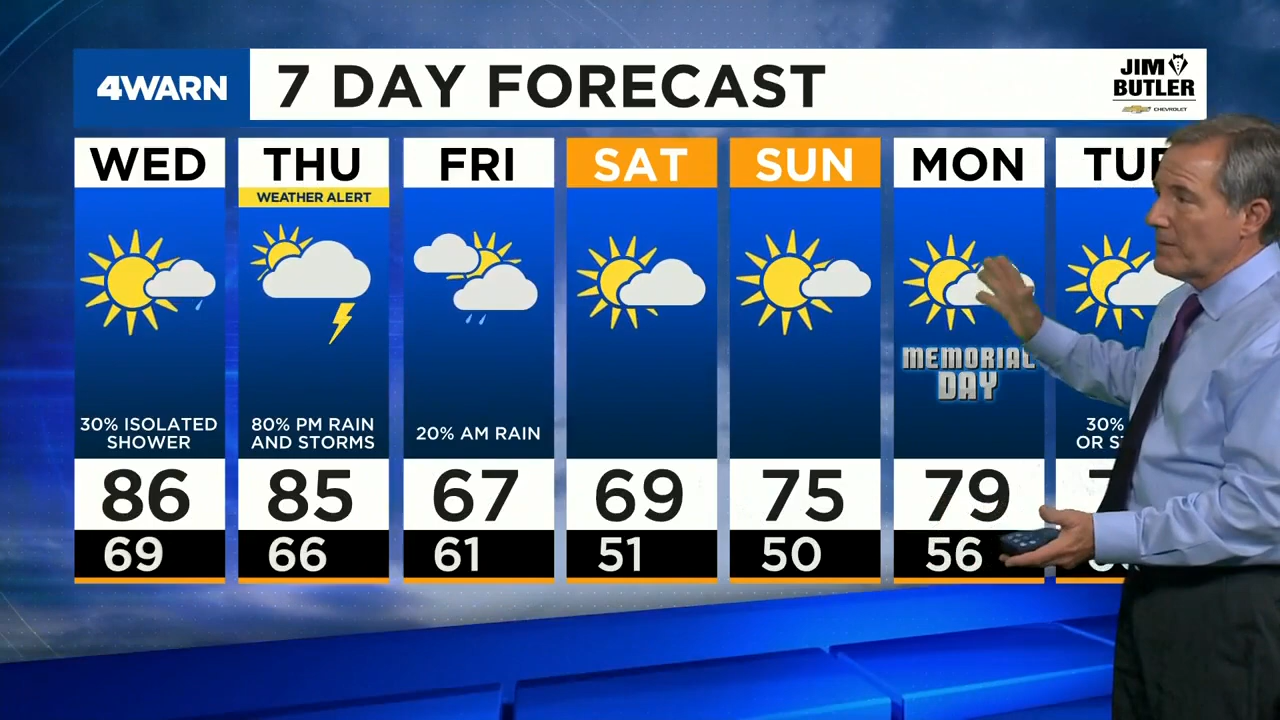 4WARN
7 DAY FORECAST
JIM
BUTLER
CHEVROLET
WED
THU
FRI
SAT
SUN
MON
WEATHER ALERT
MEMORIAL
DAY
30% ISOLATED
SHOWER
80% PM RAIN
AND STORMS
20% AM RAIN
30%
OR
86
85
67
69
75
79
69
66
61
51
50
56